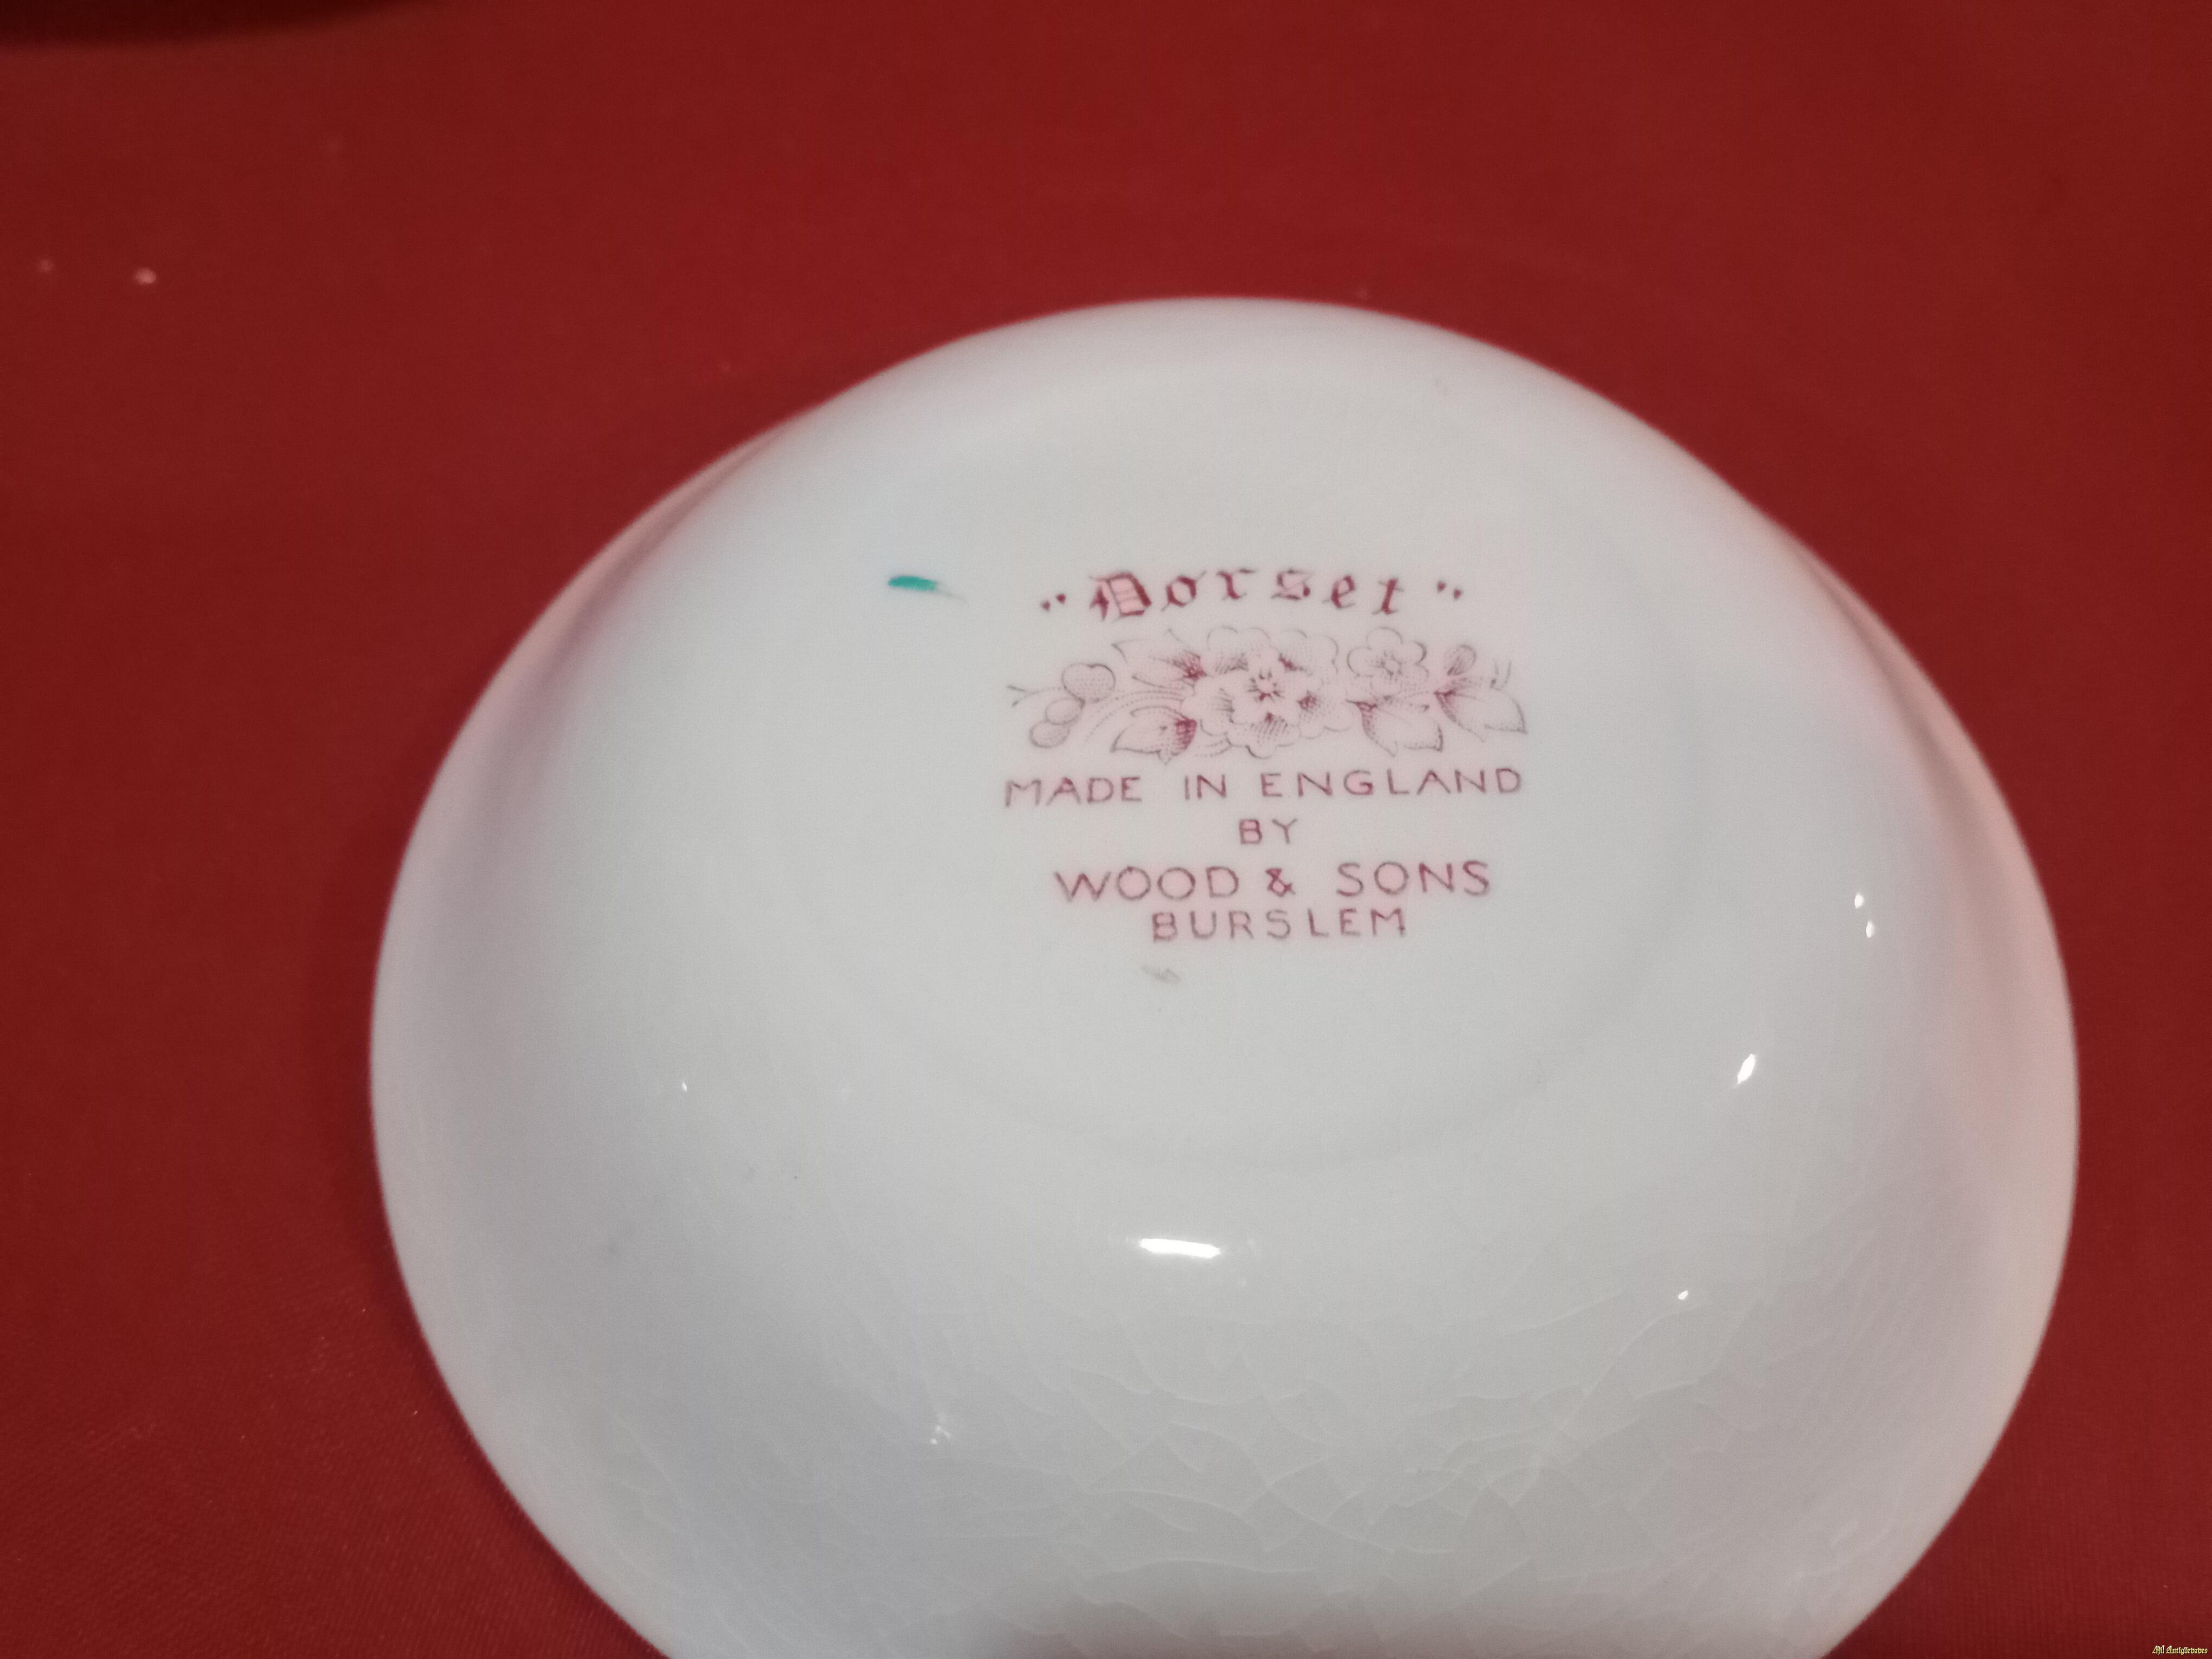 "Dorset"
MADE IN ENGLAND
BY
WOOD & SONS
BURSLEM